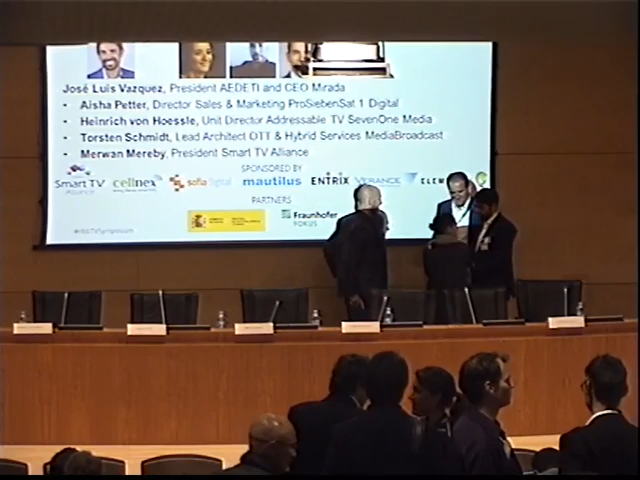 José Luis Vazquez, President AEDETI and CEO Mirada
• Aisha Petter, Director Sales & Marketing ProSiebenSat 1 Digital
• Heinrich von Hoessle, Unit Director Addressable TV SevenOne Media
• Torsten Schmidt, Lead Architect OTT & Hybrid Services MediaBroadcast
• Merwan Mereby, President Smart TV Alliance
SPONSORED BY
Smart TV Alliance cellnex sofia digital mautilus ENTRIX VERANCE ELEM
PARTNERS
Fraunhofer FOKUS